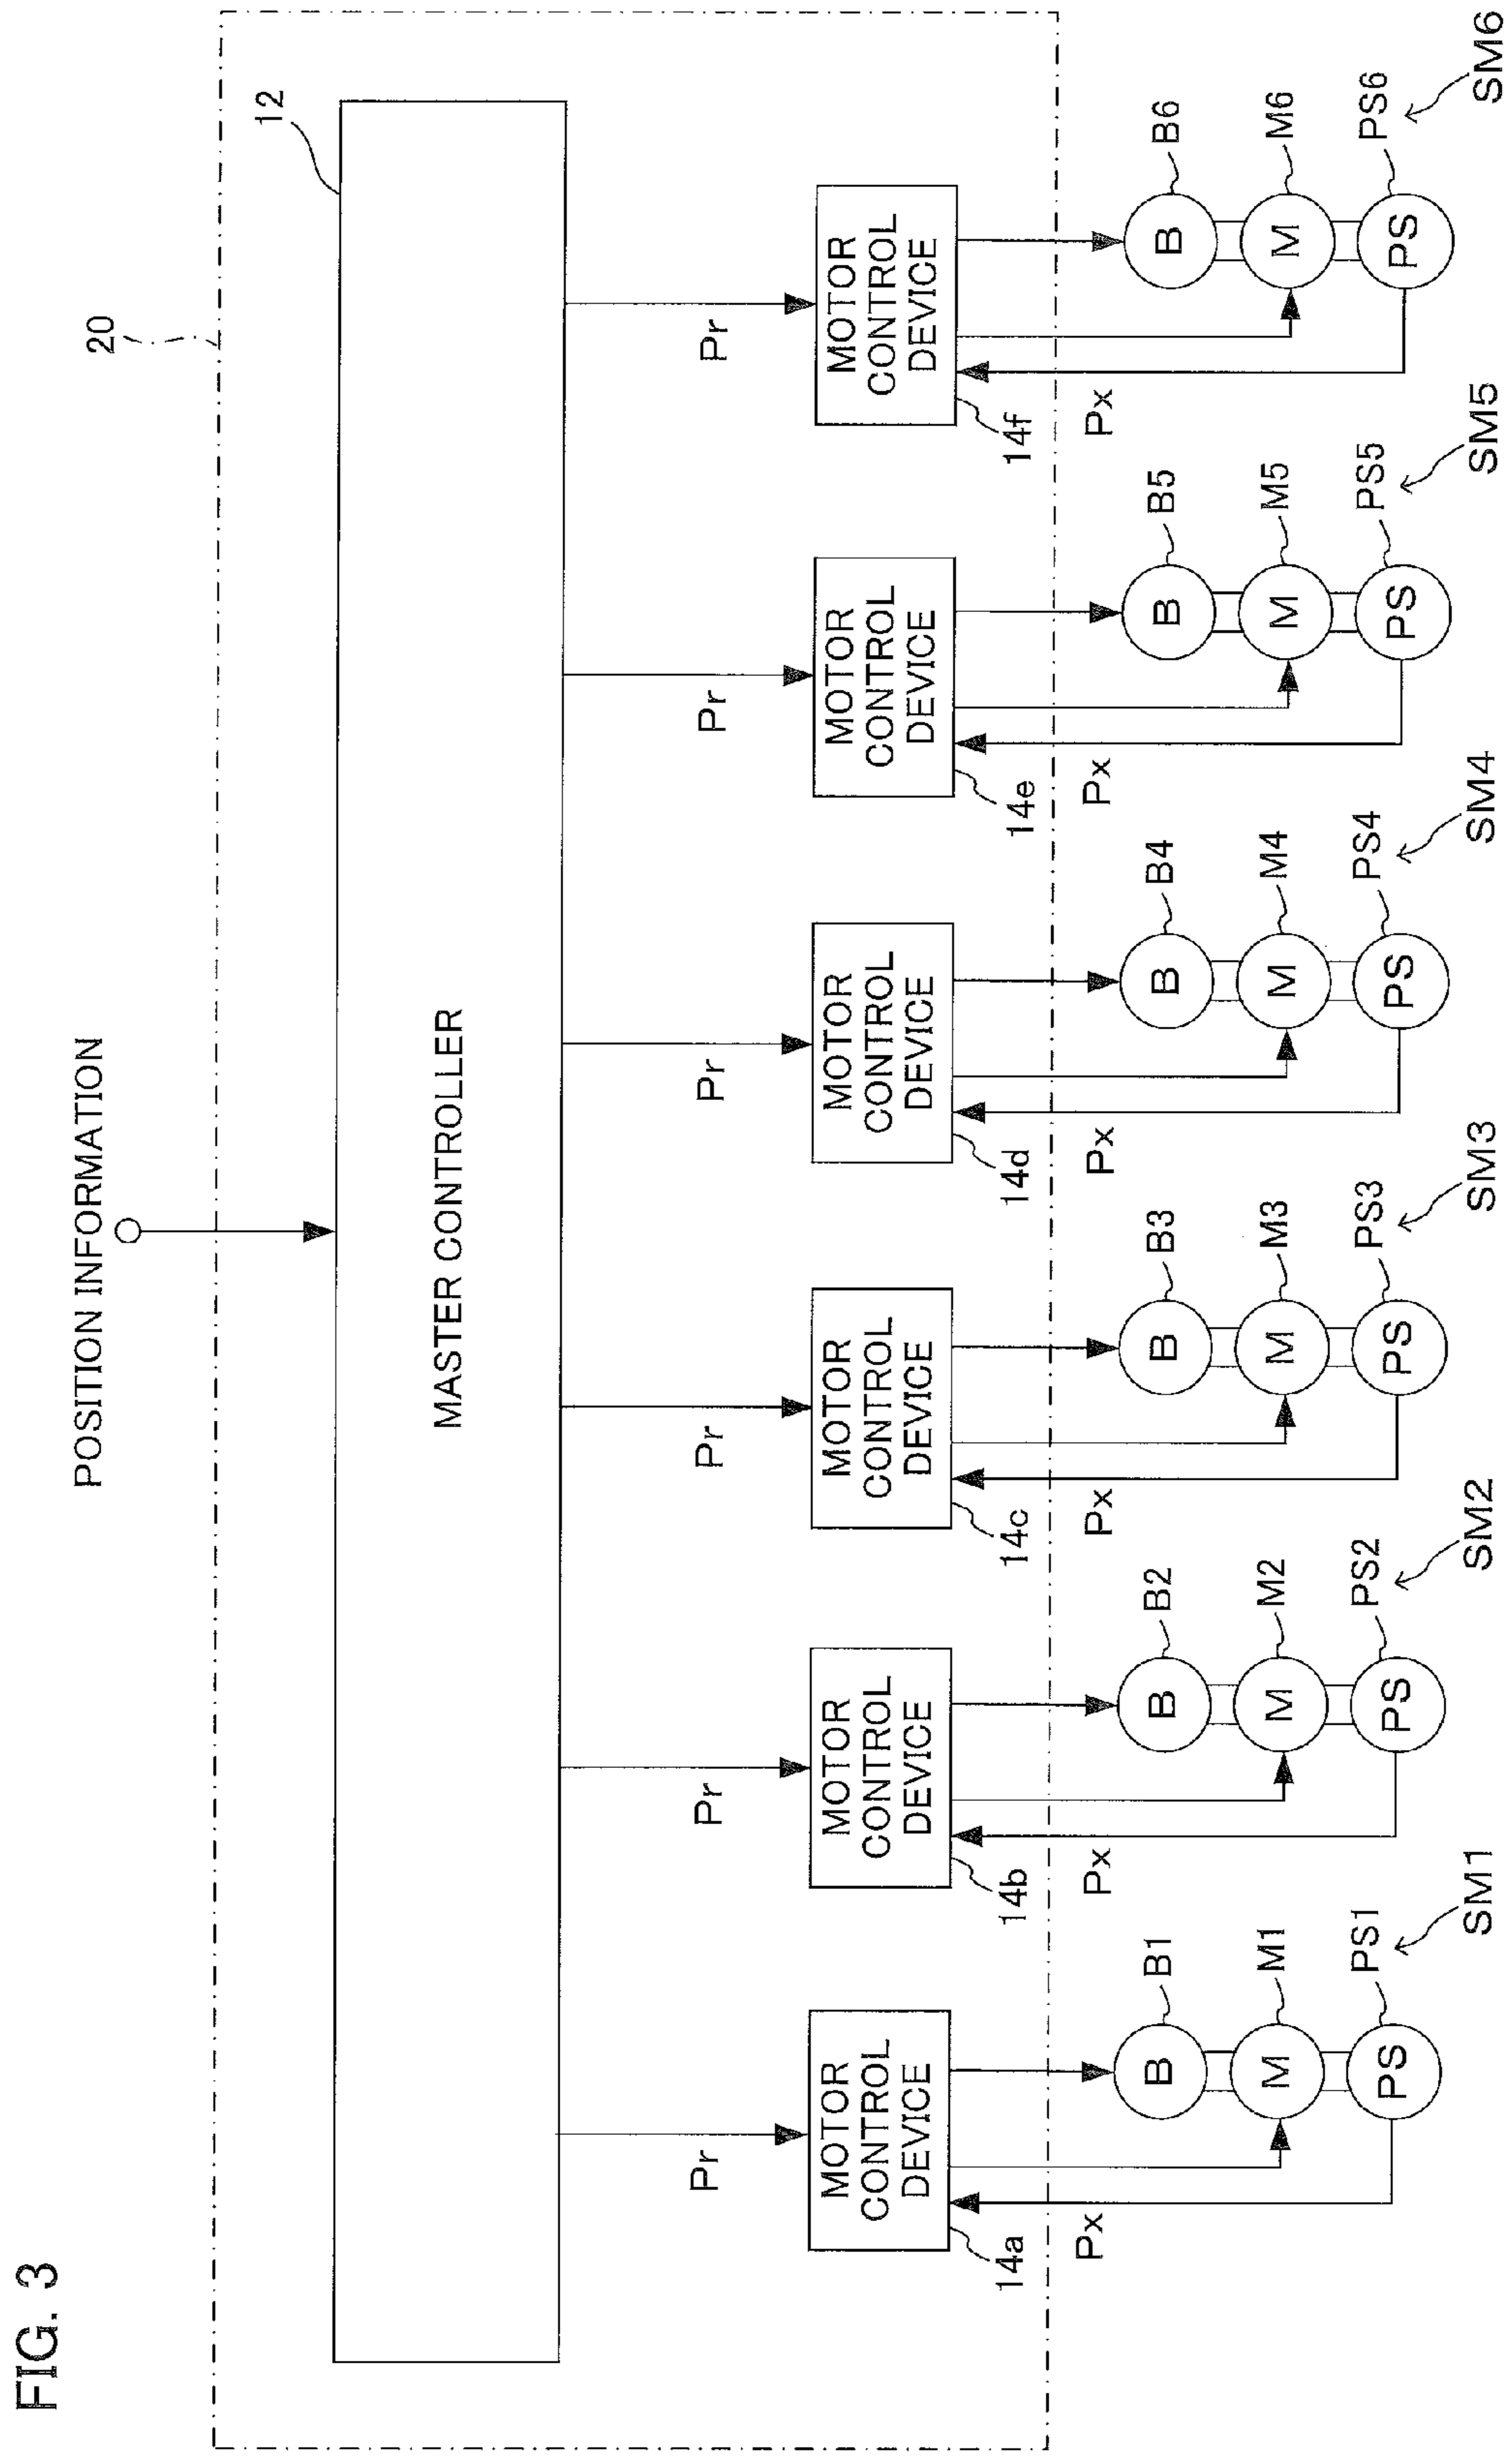 FIG. 3
POSITION INFORMATION
20
12
MASTER CONTROLLER
Pr
Pr
Pr
Pr
Pr
Pr
MOTOR
CONTROL
DEVICE
MOTOR
CONTROL
DEVICE
MOTOR
CONTROL
DEVICE
MOTOR
CONTROL
DEVICE
MOTOR
CONTROL
DEVICE
MOTOR
CONTROL
DEVICE
14a
14b
14c
14d
14e
14f
Px
Px
Px
Px
Px
Px
B
B1
B
B2
B
B3
B
B4
B
B5
B
B6
M
M1
M
M2
M
M3
M
M4
M
M5
M
M6
PS
PS1
PS
PS2
PS
PS3
PS
PS4
PS
PS5
PS
PS6
SM1
SM2
SM3
SM4
SM5
SM6